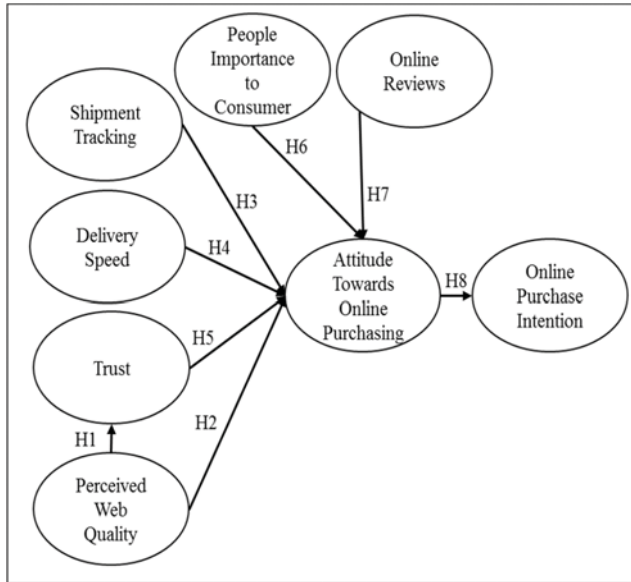 People
Importance
to
Consumer
Online
Reviews
Shipment
Tracking
H6
H7
H3
Delivery
Speed
H4
Attitude
Towards
Online
Purchasing
H8
Online
Purchase
Intention
H5
Trust
H2
H1
Perceived
Web
Quality